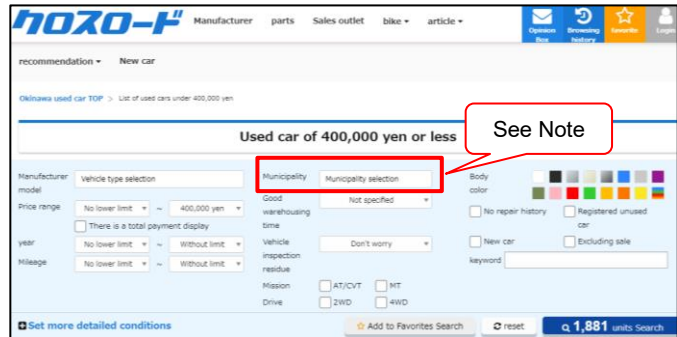 クロスロード Manufacturer parts Sales outlet bike article
Opinion Box Browsing history favorite Login
recommendation New car
Okinawa used car TOP > List of used cars under 400,000 yen
Used car of 400,000 yen or less
See Note
Manufacturer model Vehicle type selection
Price range No lower limit ~ 400,000 yen
There is a total payment display
year No lower limit ~ Without limit
Mileage No lower limit ~ Without limit
Municipality Municipality selection
Good warehousing time Not specified
Vehicle inspection residue Don't worry
Mission AT/CVT MT
Drive 2WD 4WD
Body color
No repair history Registered unused car
New car Excluding sale
keyword
Set more detailed conditions
Add to Favorites Search
reset
1,881 units Search